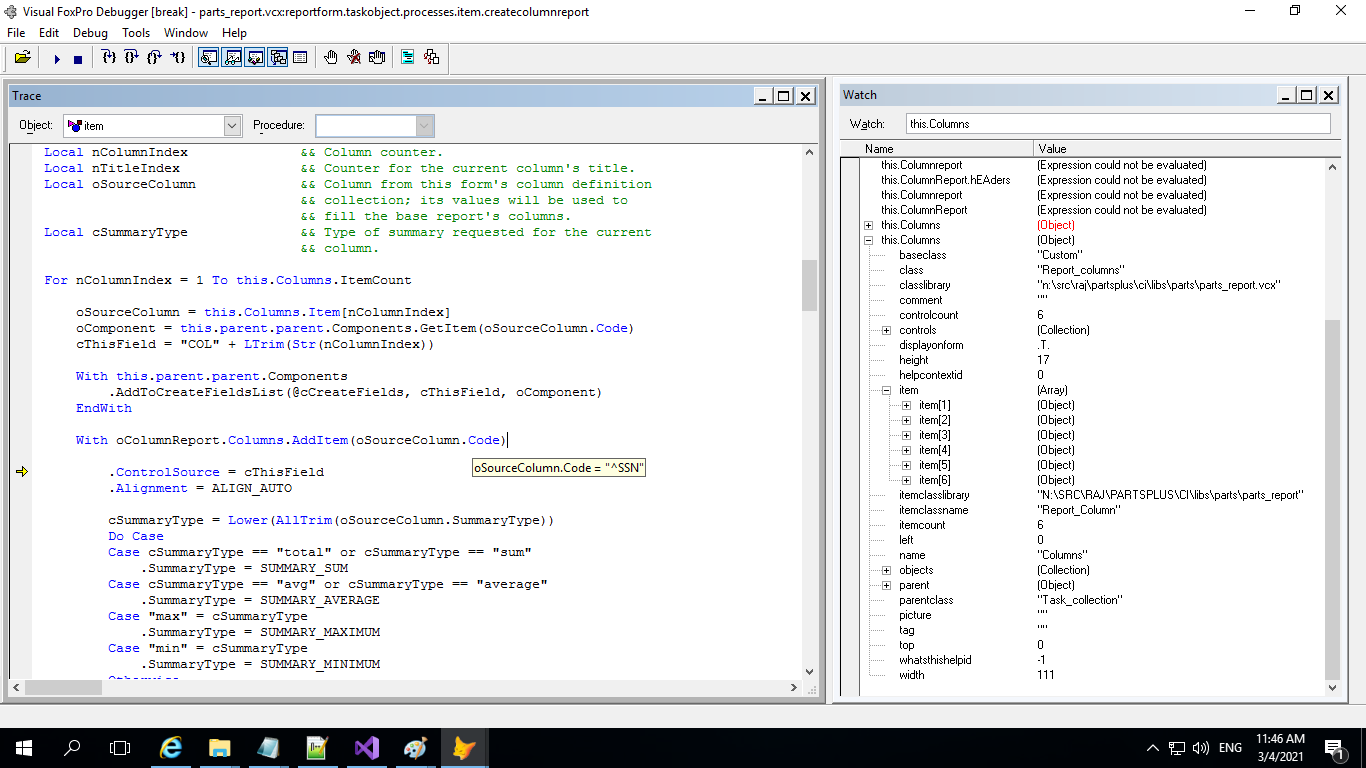 Visual FoxPro Debugger [break] - parts_report.vcx:reportform.taskobject.processes.item.createcolumnreport
File Edit Debug Tools Window Help
Trace
Object: item Procedure:
Local nColumnIndex && Column counter.
Local nTitleIndex && Counter for the current column's title.
Local oSourceColumn && Column from this form's column definition
&& collection; its values will be used to
&& fill the base report's columns.
Local cSummaryType && Type of summary requested for the current
&& column.
For nColumnIndex = 1 To this.Columns.ItemCount
oSourceColumn = this.Columns.Item[nColumnIndex]
oComponent = this.parent.parent.Components.GetItem(oSourceColumn.Code)
cThisField = "COL" + LTrim(Str(nColumnIndex))
With this.parent.parent.Components
.AddToCreateFieldsList(@cCreateFields, cThisField, oComponent)
EndWith
With oColumnReport.Columns.AddItem(oSourceColumn.Code)
oSourceColumn.Code = "^SSN"
.ControlSource = cThisField
.Alignment = ALIGN_AUTO
cSummaryType = Lower(AllTrim(oSourceColumn.SummaryType))
Do Case
Case cSummaryType == "total" or cSummaryType == "sum"
.SummaryType = SUMMARY_SUM
Case cSummaryType == "avg" or cSummaryType == "average"
.SummaryType = SUMMARY_AVERAGE
Case "max" = cSummaryType
.SummaryType = SUMMARY_MAXIMUM
Case "min" = cSummaryType
.SummaryType = SUMMARY_MINIMUM
Otherwise
Watch
Watch: this.Columns
Name Value
this.Columnreport (Expression could not be evaluated)
this.ColumnReport.hEAders (Expression could not be evaluated)
this.Columnreport (Expression could not be evaluated)
this.ColumnReport (Expression could not be evaluated)
this.Columns (Object)
this.Columns (Object)
baseclass "Custom"
class "Report_columns"
classlibrary "n:\src\raj\partsplus\ci\libs\parts\parts_report.vcx"
comment ""
controlcount 6
controls (Collection)
displayonform .T.
height 17
helpcontextid 0
item (Array)
item[1] (Object)
item[2] (Object)
item[3] (Object)
item[4] (Object)
item[5] (Object)
item[6] (Object)
itemclasslibrary "N:\SRC\RAJ\PARTSPLUS\CI\libs\parts\parts_report"
itemclassname "Report_Column"
itemcount 6
left 0
name "Columns"
objects (Collection)
parent (Object)
parentclass "Task_collection"
picture ""
tag ""
top 0
whatsthishelpid -1
width 111
ENG
11:46 AM
3/4/2021
1